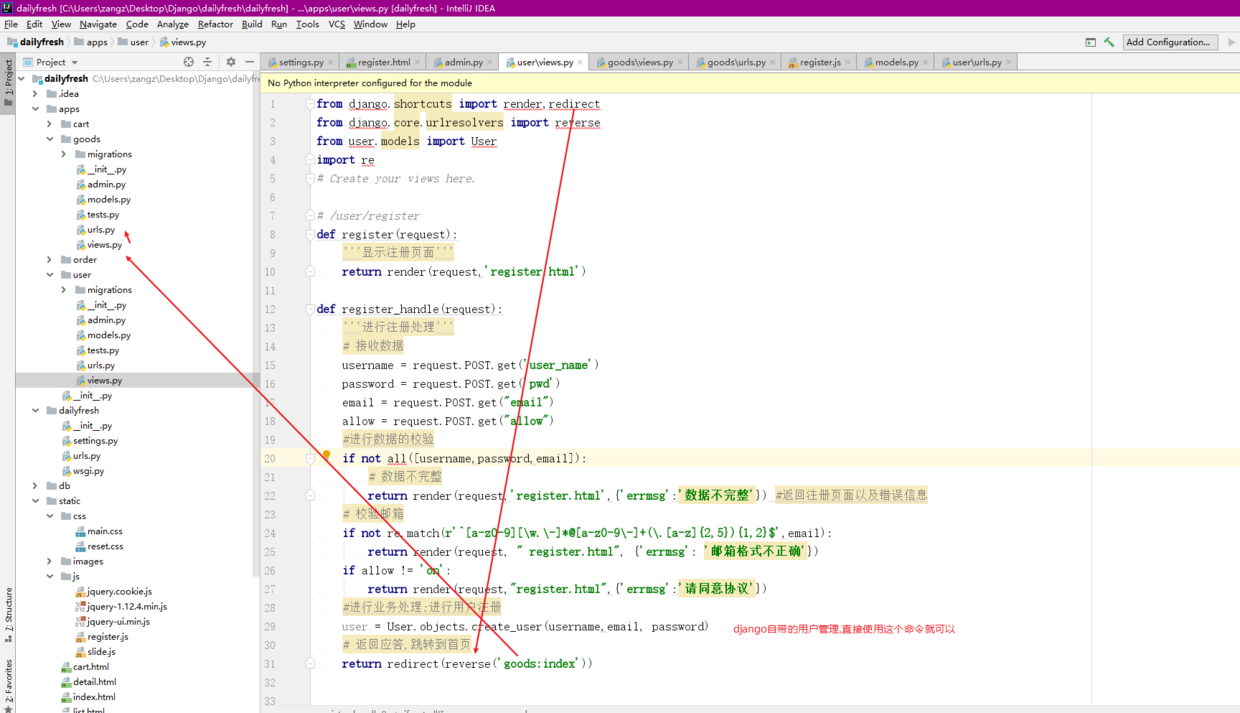 dailyfresh [C:\Users\zangz\Desktop\Django\dailyfresh\dailyfresh] - ...\apps\user\views.py [dailyfresh] - IntelliJ IDEA
File Edit View Navigate Code Analyze Refactor Build Run Tools VCS Window Help
dailyfresh apps user views.py Add Configuration...
Project settings.py register.html admin.py user\views.py goods\views.py goods\urls.py register.js models.py user\urls.py
1: Project
dailyfresh C:\Users\zangz\Desktop\Django\dailyfre
.idea
apps
cart
goods
migrations
__init__.py
admin.py
models.py
tests.py
urls.py
views.py
order
user
migrations
__init__.py
admin.py
models.py
tests.py
urls.py
views.py
__init__.py
dailyfresh
__init__.py
settings.py
urls.py
wsgi.py
db
static
css
main.css
reset.css
images
js
jquery.cookie.js
jquery-1.12.4.min.js
jquery-ui.min.js
register.js
slide.js
cart.html
detail.html
index.html
list.html
7: Structure
2: Favorites
No Python interpreter configured for the module
1 from django.shortcuts import render,redirect
2 from django.core.urlresolvers import reverse
3 from user.models import User
4 import re
5 # Create your views here.
6
7 # /user/register
8 def register(request):
9 '''显示注册页面'''
10 return render(request,'register.html')
11
12 def register_handle(request):
13 '''进行注册处理'''
14 # 接收数据
15 username = request.POST.get('user_name')
16 password = request.POST.get('pwd')
17 email = request.POST.get("email")
18 allow = request.POST.get("allow")
19 #进行数据的校验
20 if not all([username,password,email]):
21 # 数据不完整
22 return render(request,'register.html',{'errmsg':'数据不完整'}) #返回注册页面以及错误信息
23 # 校验邮箱
24 if not re.match(r'^[a-z0-9][\w.\-]*@[a-z0-9\-]+(\.[a-z]{2,5}){1,2}$',email):
25 return render(request, " register.html", {'errmsg': '邮箱格式不正确'})
26 if allow != 'on':
27 return render(request,"register.html",{'errmsg':'请同意协议'})
28 #进行业务处理:进行用户注册
29 user = User.objects.create_user(username,email, password) django自带的用户管理,直接使用这个命令就可以
30 # 返回应答,跳转到首页
31 return redirect(reverse('goods:index'))
32
33